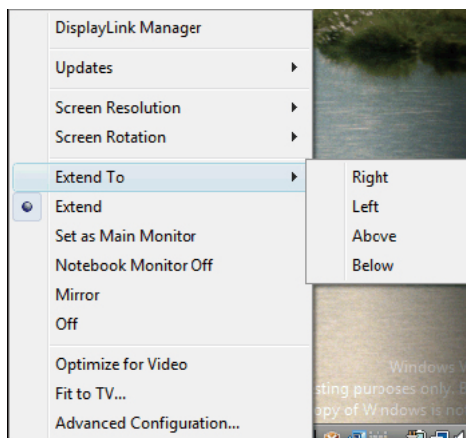 DisplayLink Manager
Updates
Screen Resolution
Screen Rotation
Extend To
Right
Extend
Left
Set as Main Monitor
Above
Notebook Monitor Off
Below
Mirror
Off
Optimize for Video
Windows
Fit to TV...
sting purposes only.
Advanced Configuration...
opy of Windows is no